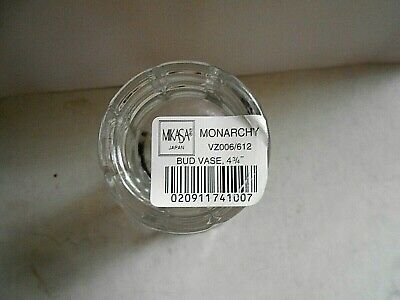 MIKASA®
JAPAN
MONARCHY
VZ006/612
BUD VASE, 4¾"
020911741007